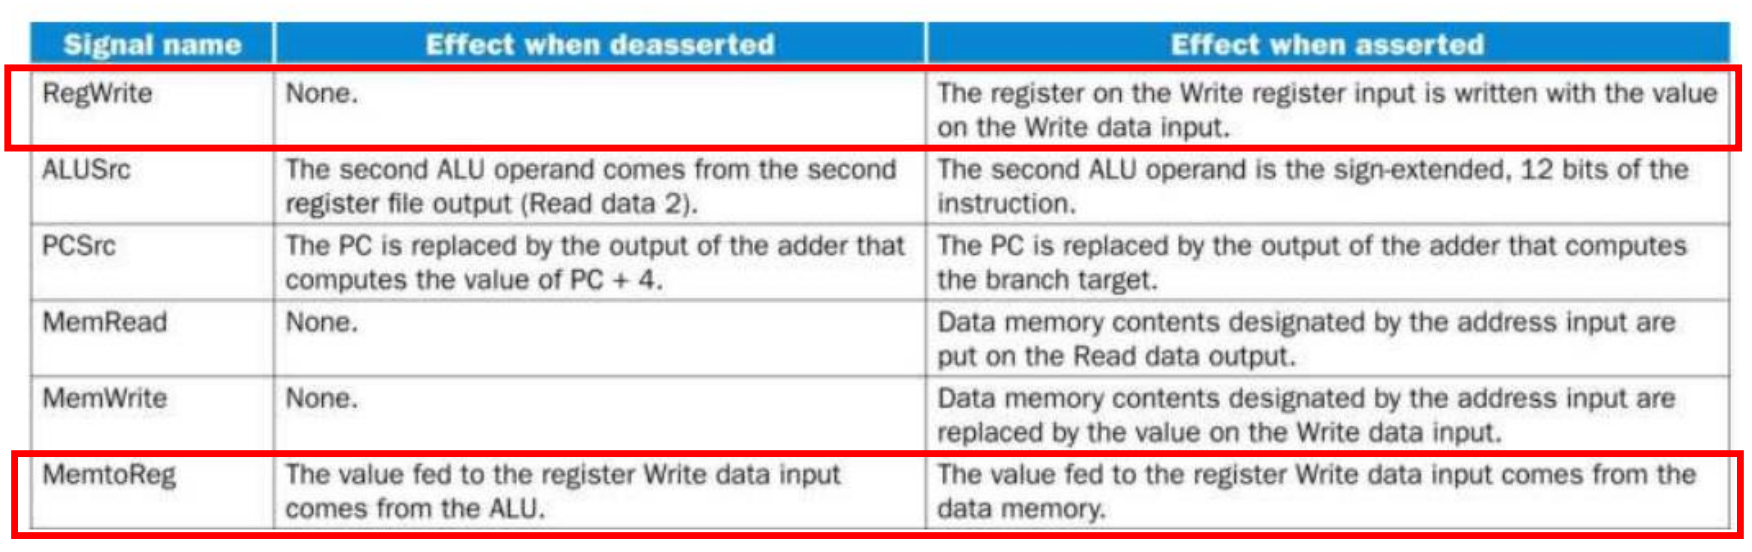 Signal name Effect when deasserted Effect when asserted
RegWrite None. The register on the Write register input is written with the value
on the Write data input.
ALUSrc The second ALU operand comes from the second The second ALU operand is the sign-extended, 12 bits of the
register file output (Read data 2). instruction.
PCSrc The PC is replaced by the output of the adder that The PC is replaced by the output of the adder that computes
computes the value of PC + 4. the branch target.
MemRead None. Data memory contents designated by the address input are
put on the Read data output.
MemWrite None. Data memory contents designated by the address input are
replaced by the value on the Write data input.
MemtoReg The value fed to the register Write data input The value fed to the register Write data input comes from the
comes from the ALU. data memory.